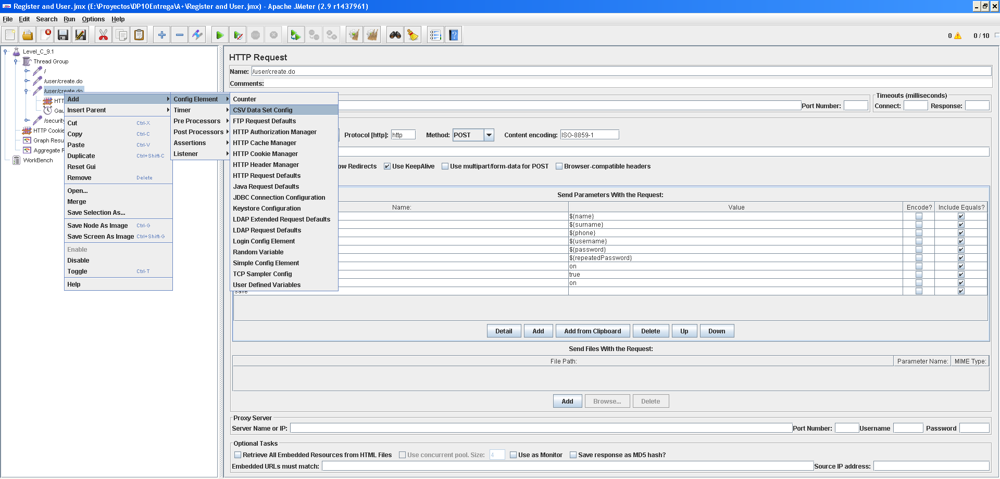 Register and User.jmx (E:\Proyectos\DP10Entrega\A+\Register and User.jmx) - Apache JMeter (2.9 r1437961)
File Edit Search Run Options Help
0 0 / 10
Level_C_9.1
Thread Group
/
/user/create.do
/user/create.do
HTT
Gau
/security
HTTP Cookie
Graph Resu
Aggregate R
WorkBench
Add
Insert Parent
Cut Ctrl-X
Copy Ctrl-C
Paste Ctrl-V
Duplicate Ctrl+Shift-C
Reset Gui
Remove Delete
Open...
Merge
Save Selection As...
Save Node As Image Ctrl-G
Save Screen As Image Ctrl+Shift-G
Enable
Disable
Toggle Ctrl-T
Help
Config Element
Timer
Pre Processors
Post Processors
Assertions
Listener
Counter
CSV Data Set Config
FTP Request Defaults
HTTP Authorization Manager
HTTP Cache Manager
HTTP Cookie Manager
HTTP Header Manager
HTTP Request Defaults
Java Request Defaults
JDBC Connection Configuration
Keystore Configuration
LDAP Extended Request Defaults
LDAP Request Defaults
Login Config Element
Random Variable
Simple Config Element
TCP Sampler Config
User Defined Variables
HTTP Request
Name: /user/create.do
Comments:
Port Number:
Timeouts (milliseconds)
Connect: Response:
Protocol [http]: http Method: POST Content encoding: ISO-8859-1
ow Redirects Use KeepAlive Use multipart/form-data for POST Browser-compatible headers
Send Parameters With the Request:
Name: Value Encode? Include Equals?
${name}
${surname}
${phone}
${username}
${password}
${repeatedPassword}
on
true
on
save
Detail Add Add from Clipboard Delete Up Down
Send Files With the Request:
File Path: Parameter Name: MIME Type:
Add Browse... Delete
Proxy Server
Server Name or IP: Port Number: Username Password
Optional Tasks
Retrieve All Embedded Resources from HTML Files Use concurrent pool. Size: 4 Use as Monitor Save response as MD5 hash?
Embedded URLs must match: Source IP address: